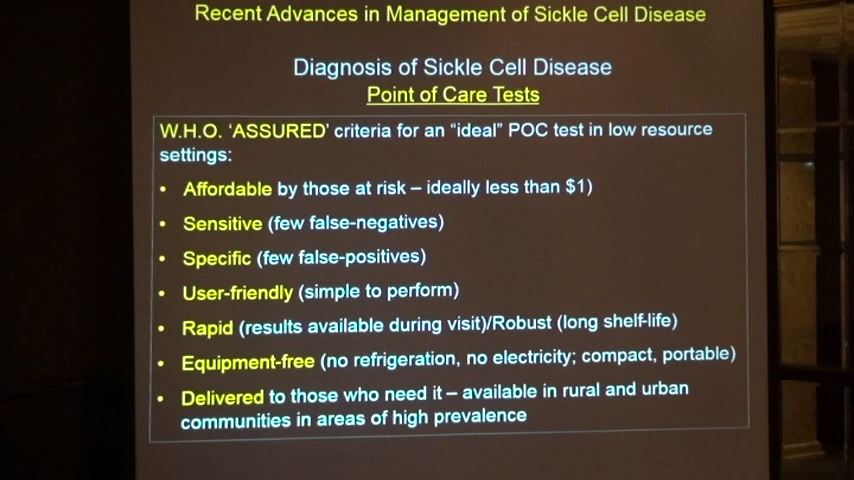 Recent Advances in Management of Sickle Cell Disease
Diagnosis of Sickle Cell Disease
Point of Care Tests
W.H.O. ‘ASSURED’ criteria for an “ideal” POC test in low resource
settings:
• Affordable by those at risk – ideally less than $1)
• Sensitive (few false-negatives)
• Specific (few false-positives)
• User-friendly (simple to perform)
• Rapid (results available during visit)/Robust (long shelf-life)
• Equipment-free (no refrigeration, no electricity; compact, portable)
• Delivered to those who need it – available in rural and urban
communities in areas of high prevalence